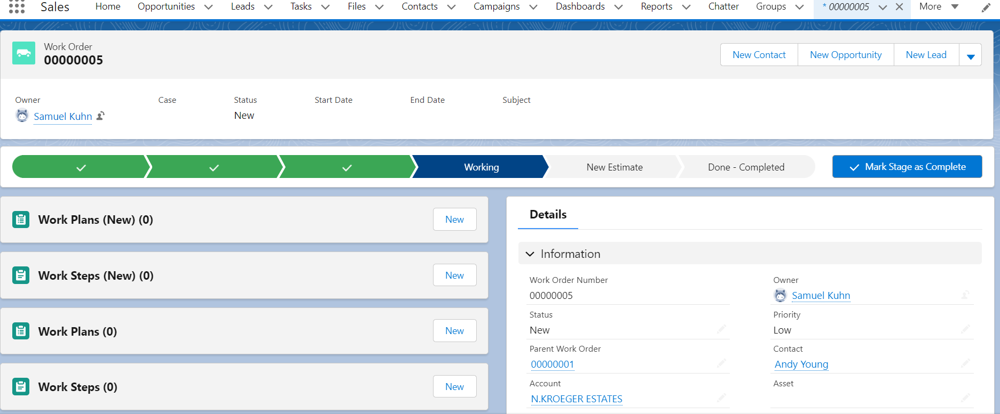 Sales Home Opportunities Leads Tasks Files Contacts Campaigns Dashboards Reports Chatter Groups * 00000005 More
Work Order
00000005
New Contact New Opportunity New Lead
Owner Case Status Start Date End Date Subject
Samuel Kuhn New
Working New Estimate Done - Completed Mark Stage as Complete
Work Plans (New) (0) New
Work Steps (New) (0) New
Work Plans (0) New
Work Steps (0) New
Details
Information
Work Order Number Owner
00000005 Samuel Kuhn
Status Priority
New Low
Parent Work Order Contact
00000001 Andy Young
Account Asset
N.KROEGER ESTATES